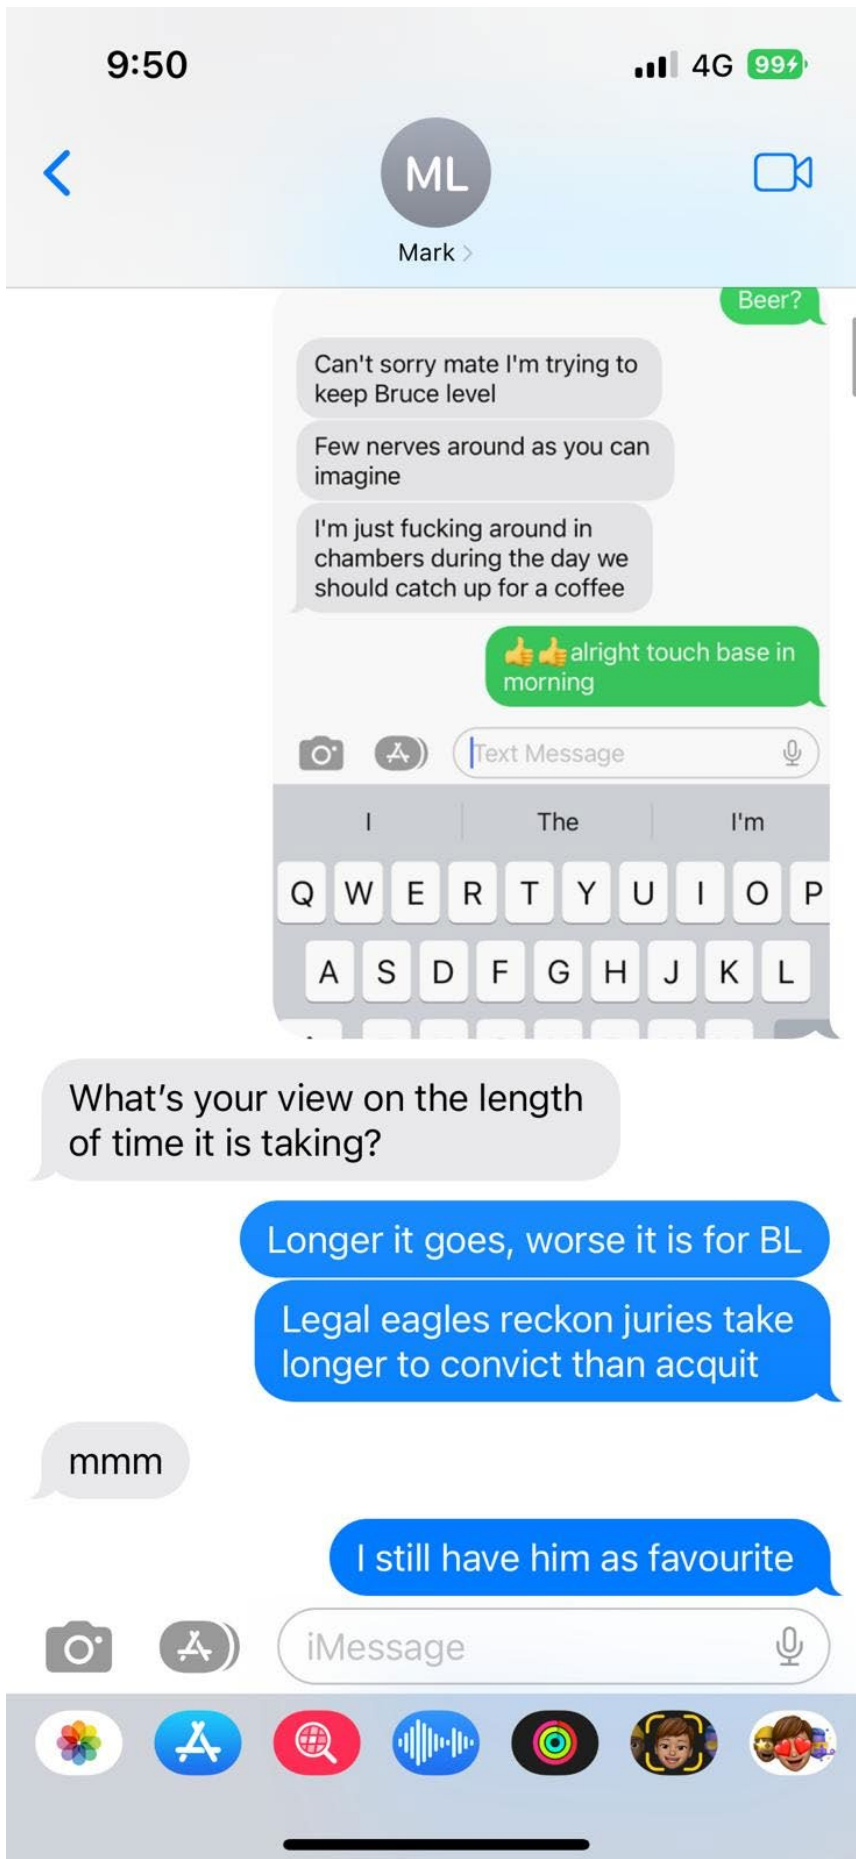 9:50
4G 99
ML
Mark
Beer?
Can't sorry mate I'm trying to
keep Bruce level
Few nerves around as you can
imagine
I'm just fucking around in
chambers during the day we
should catch up for a coffee
👍👍alright touch base in
morning
Text Message
I The I'm
Q W E R T Y U I O P
A S D F G H J K L
What's your view on the length
of time it is taking?
Longer it goes, worse it is for BL
Legal eagles reckon juries take
longer to convict than acquit
mmm
I still have him as favourite
iMessage